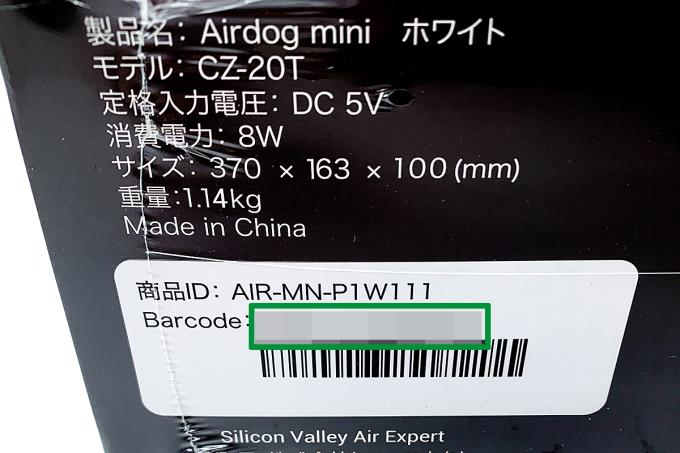 製品名: Airdog mini ホワイト
モデル: CZ-20T
定格入力電圧: DC 5V
消費電力: 8W
サイズ: 370 × 163 × 100 (mm)
重量:1.14kg
Made in China
商品ID: AIR-MN-P1W111
Barcode:
Silicon Valley Air Expert